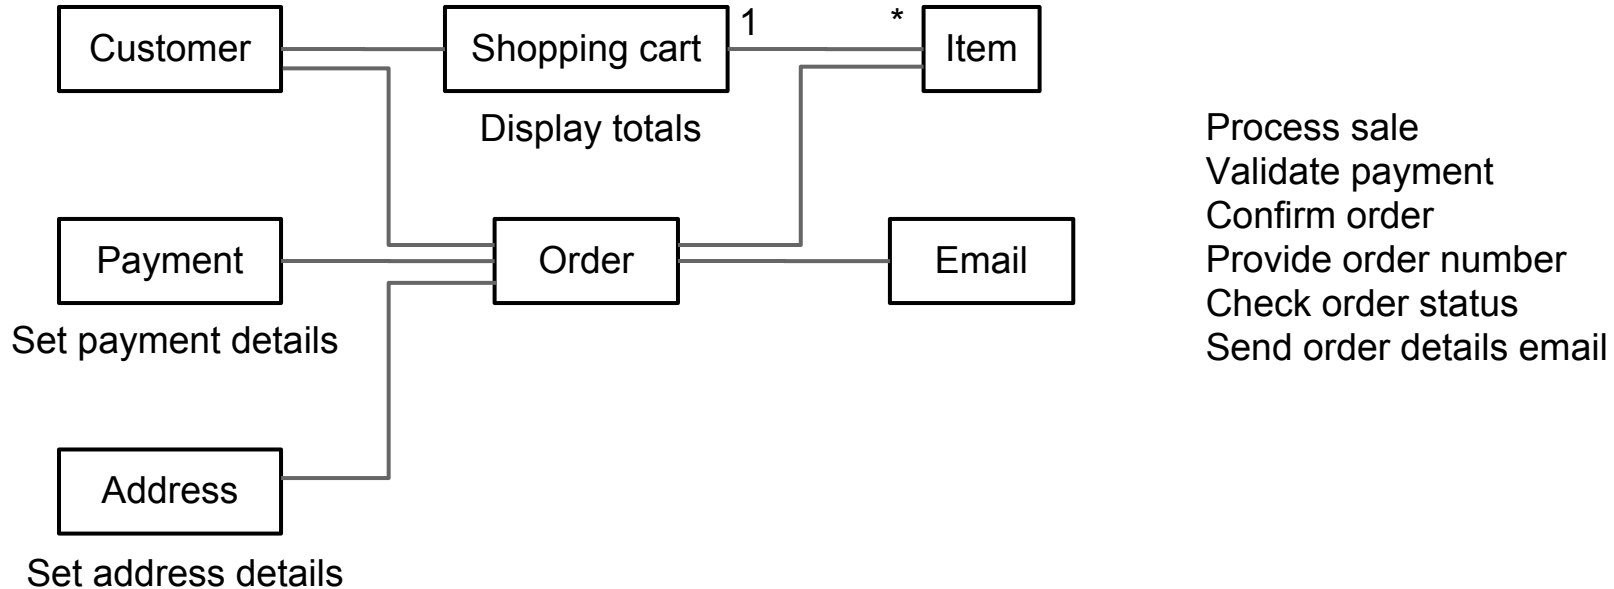 Customer
Shopping cart
1
*
Item
Display totals
Payment
Order
Email
Set payment details
Address
Set address details
Process sale
Validate payment
Confirm order
Provide order number
Check order status
Send order details email